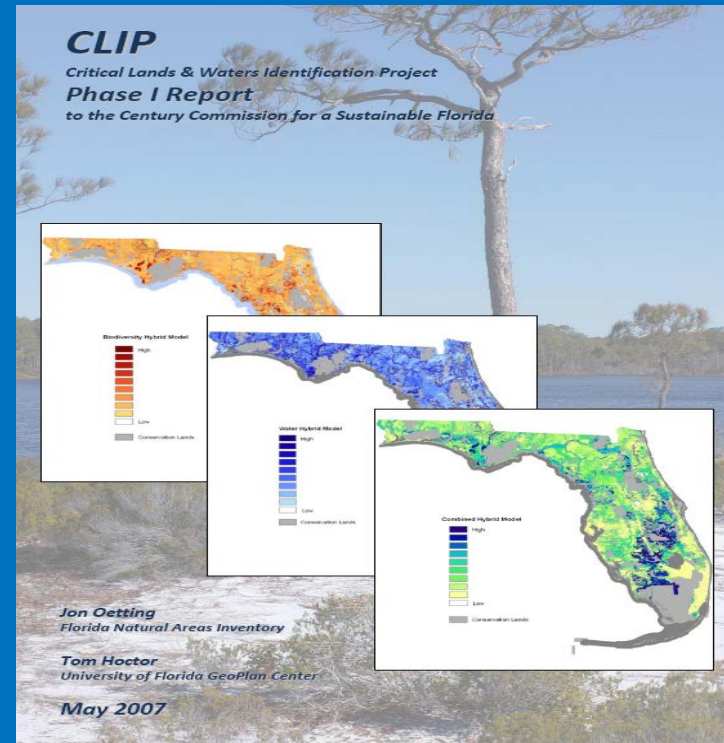 CLIP
Critical Lands & Waters Identification Project
Phase I Report
to the Century Commission for a Sustainable Florida
Biodiversity Hybrid Model
High
Low
Conservation Lands
Water Hybrid Model
High
Low
Conservation Lands
Combined Hybrid Model
High
Low
Conservation Lands
Jon Oetting
Florida Natural Areas Inventory
Tom Hoctor
University of Florida GeoPlan Center
May 2007